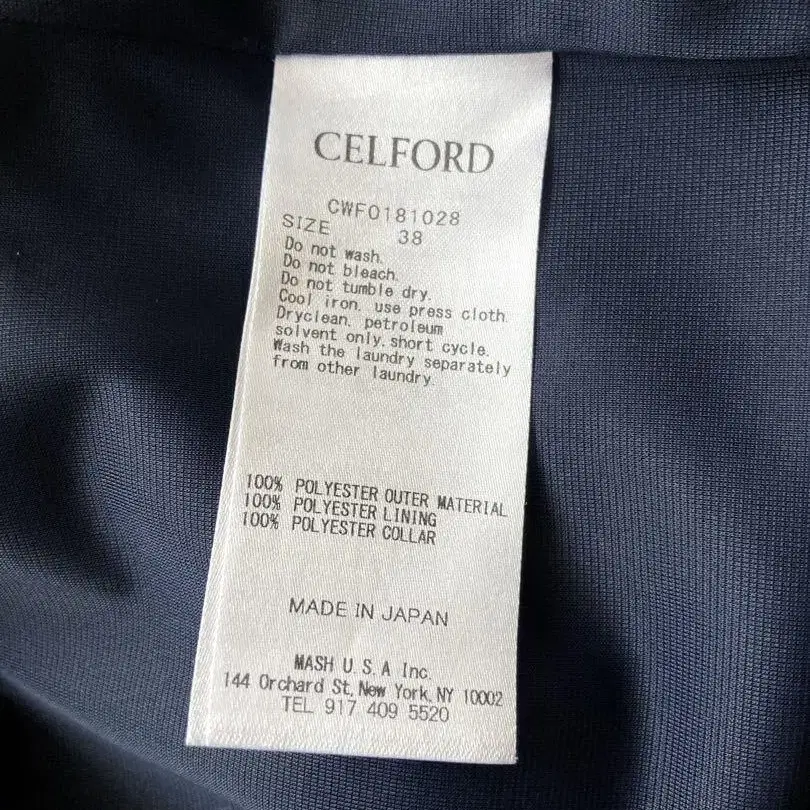 CELFORD
CWFO181028
SIZE 38
Do not wash.
Do not bleach.
Do not tumble dry.
Cool iron. use press cloth.
Dryclean. petroleum
solvent only. short cycle.
Wash the laundry separately
from other laundry.
100% POLYESTER OUTER MATERIAL
100% POLYESTER LINING
100% POLYESTER COLLAR
MADE IN JAPAN
MASH U.S.A Inc.
144 Orchard St, New York, NY 10002
TEL 917 409 5520